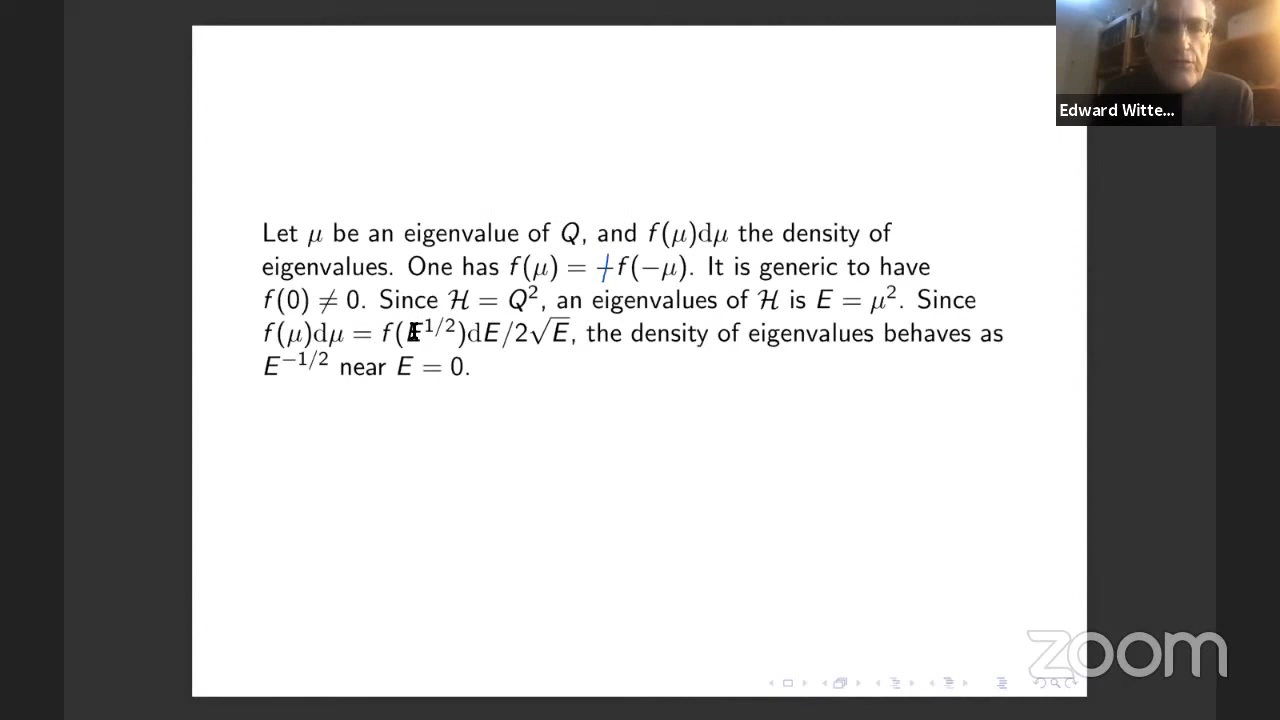 Edward Witte...
Let μ be an eigenvalue of Q, and f(μ)dμ the density of
eigenvalues. One has f(μ) = +f(−μ). It is generic to have
f(0) ≠ 0. Since ℋ = Q², an eigenvalues of ℋ is E = μ². Since
f(μ)dμ = f(E^{1/2})dE/2√E, the density of eigenvalues behaves as
E^{−1/2} near E = 0.
zoom